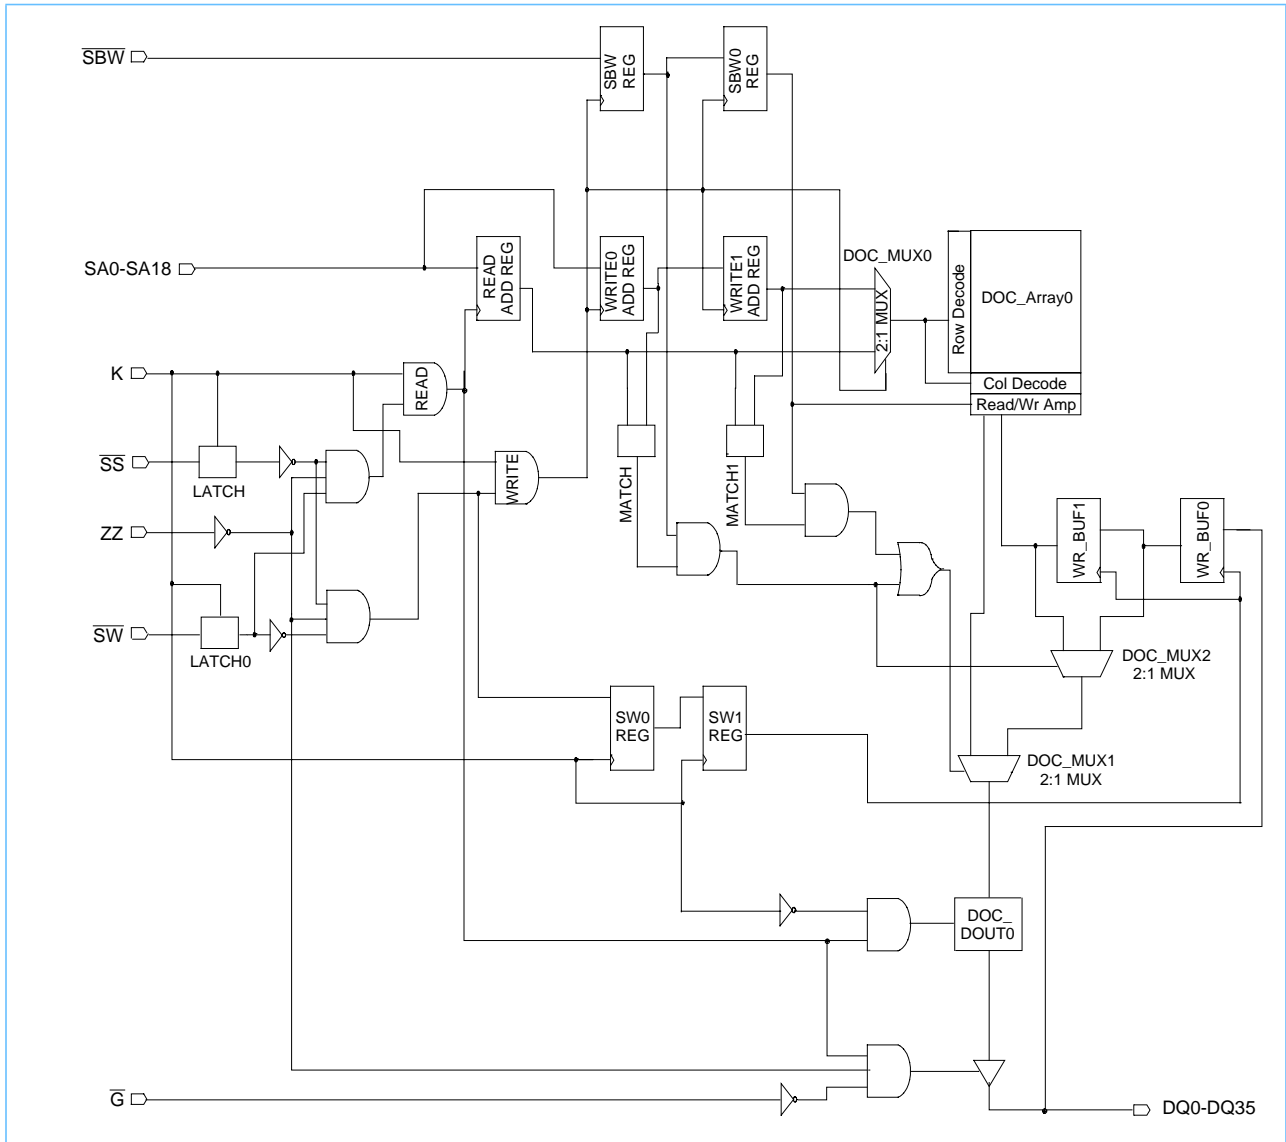 SBW
SBW
REG
SBW0
REG
SA0-SA18
READ
ADD REG
WRITE0
ADD REG
WRITE1
ADD REG
DOC_MUX0
2:1 MUX
Row Decode
DOC_Array0
Col Decode
Read/Wr Amp
K
READ
SS
LATCH
WRITE
MATCH
MATCH1
ZZ
WR_BUF1
WR_BUF0
SW
LATCH0
DOC_MUX2
2:1 MUX
SW0
REG
SW1
REG
DOC_MUX1
2:1 MUX
DOC_
DOUT0
G
DQ0-DQ35